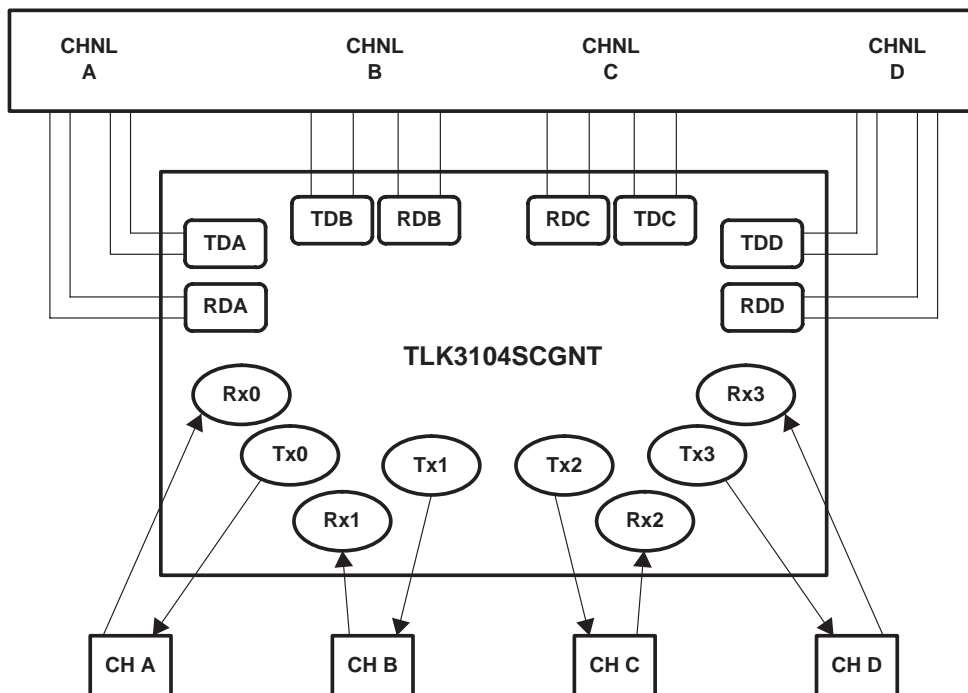 CHNL
A
CHNL
B
CHNL
C
CHNL
D
TDB
RDB
RDC
TDC
TDA
TDD
RDA
RDD
TLK3104SCGNT
Rx0
Rx3
Tx0
Tx1
Tx2
Tx3
Rx1
Rx2
CH A
CH B
CH C
CH D